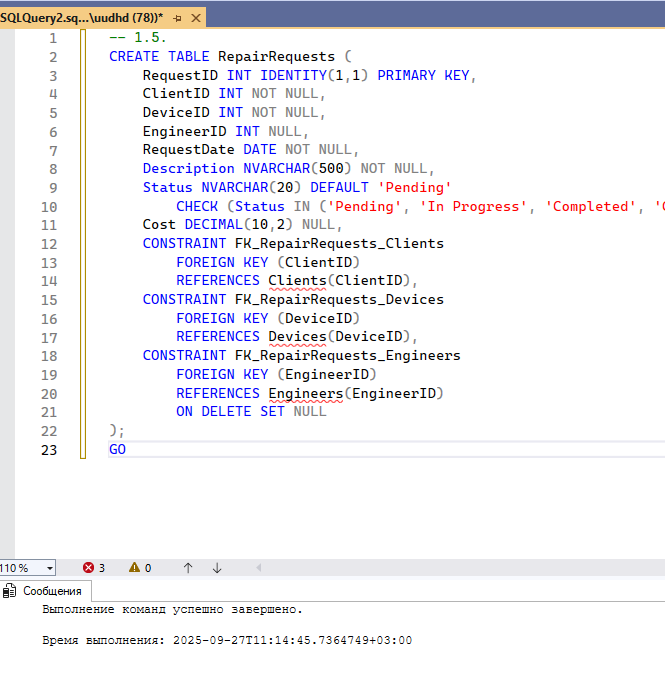 SQLQuery2.sq...\uudhd (78))*
1 -- 1.5.
2 CREATE TABLE RepairRequests (
3 RequestID INT IDENTITY(1,1) PRIMARY KEY,
4 ClientID INT NOT NULL,
5 DeviceID INT NOT NULL,
6 EngineerID INT NULL,
7 RequestDate DATE NOT NULL,
8 Description NVARCHAR(500) NOT NULL,
9 Status NVARCHAR(20) DEFAULT 'Pending'
10 CHECK (Status IN ('Pending', 'In Progress', 'Completed', '
11 Cost DECIMAL(10,2) NULL,
12 CONSTRAINT FK_RepairRequests_Clients
13 FOREIGN KEY (ClientID)
14 REFERENCES Clients(ClientID),
15 CONSTRAINT FK_RepairRequests_Devices
16 FOREIGN KEY (DeviceID)
17 REFERENCES Devices(DeviceID),
18 CONSTRAINT FK_RepairRequests_Engineers
19 FOREIGN KEY (EngineerID)
20 REFERENCES Engineers(EngineerID)
21 ON DELETE SET NULL
22 );
23 GO
110 % 3 0
Сообщения
Выполнение команд успешно завершено.
Время выполнения: 2025-09-27T11:14:45.7364749+03:00